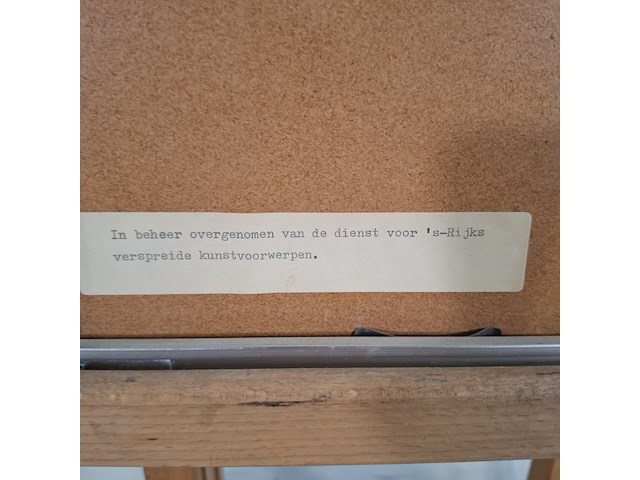 In beheer overgenomen van de dienst voor 's-Rijks
verspreide kunstvoorwerpen.